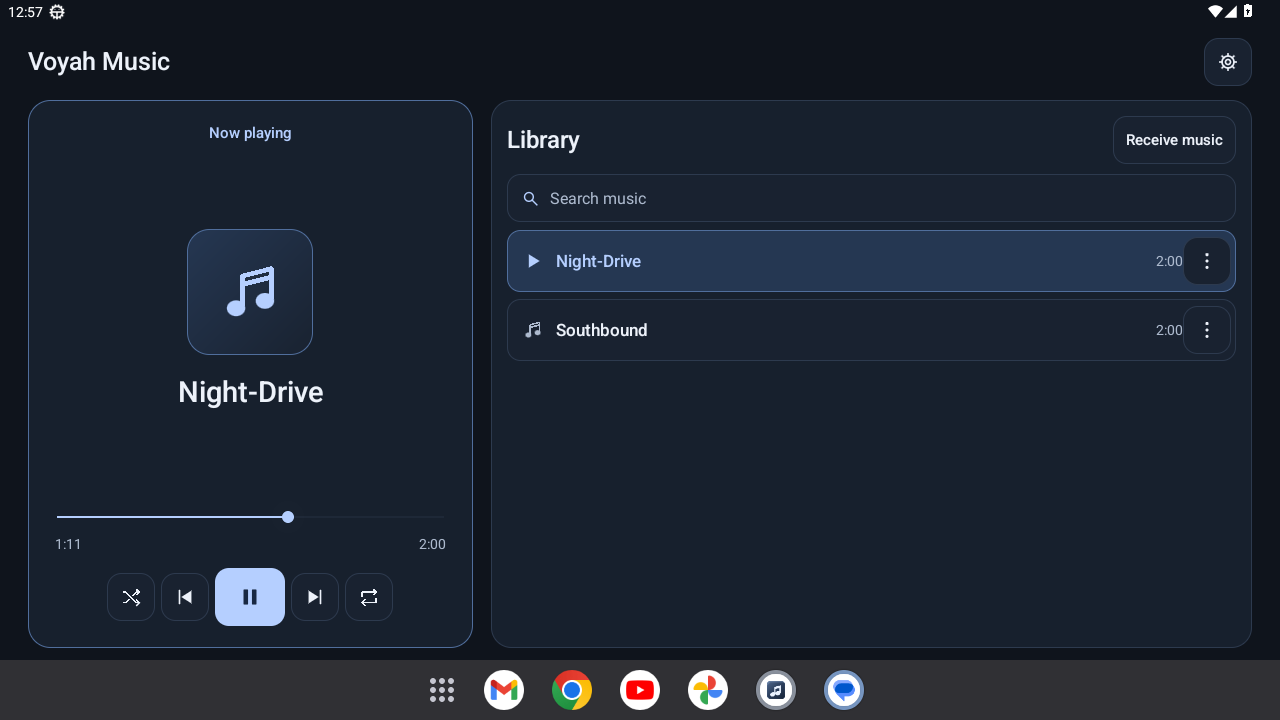 12:57
Voyah Music
Now playing
Night-Drive
1:11
2:00
Library
Receive music
Search music
Night-Drive
2:00
Southbound
2:00